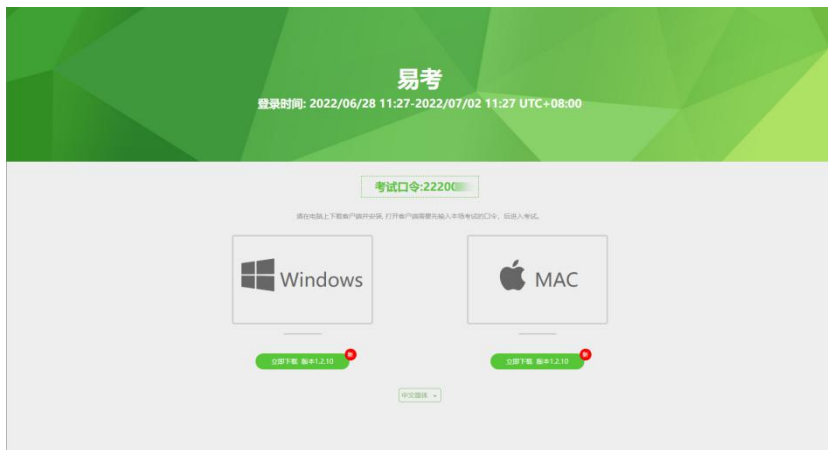 易考
登录时间: 2022/06/28 11:27-2022/07/02 11:27 UTC+08:00
考试口令:22200
请在电脑上下载客户端并安装, 打开客户端需要先输入本场考试的口令，后进入考试。
Windows
MAC
立即下载 版本1.2.10
新
立即下载 版本1.2.10
新
中文简体